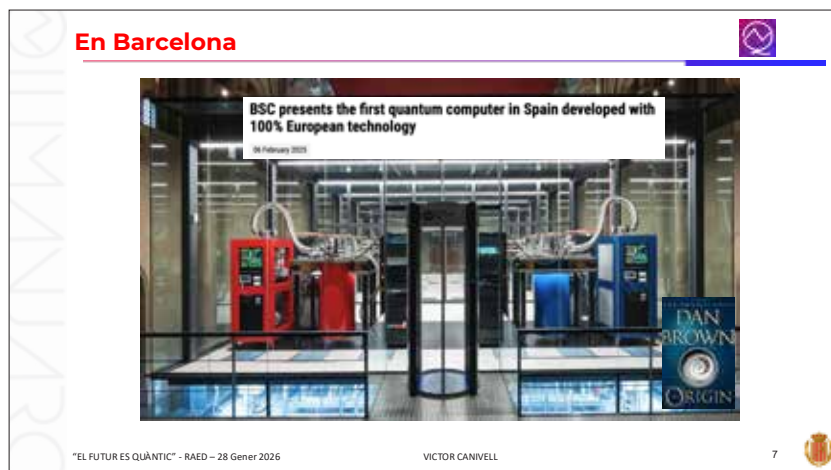 En Barcelona
BSC presents the first quantum computer in Spain developed with
100% European technology
06 February 2025
DAN
BROWN
ORIGIN
"EL FUTUR ES QUÀNTIC" - RAED – 28 Gener 2026
VICTOR CANIVELL
7